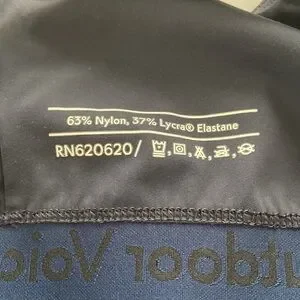 63% Nylon, 37% Lycra® Elastane
RN620620/
utdoor Voic